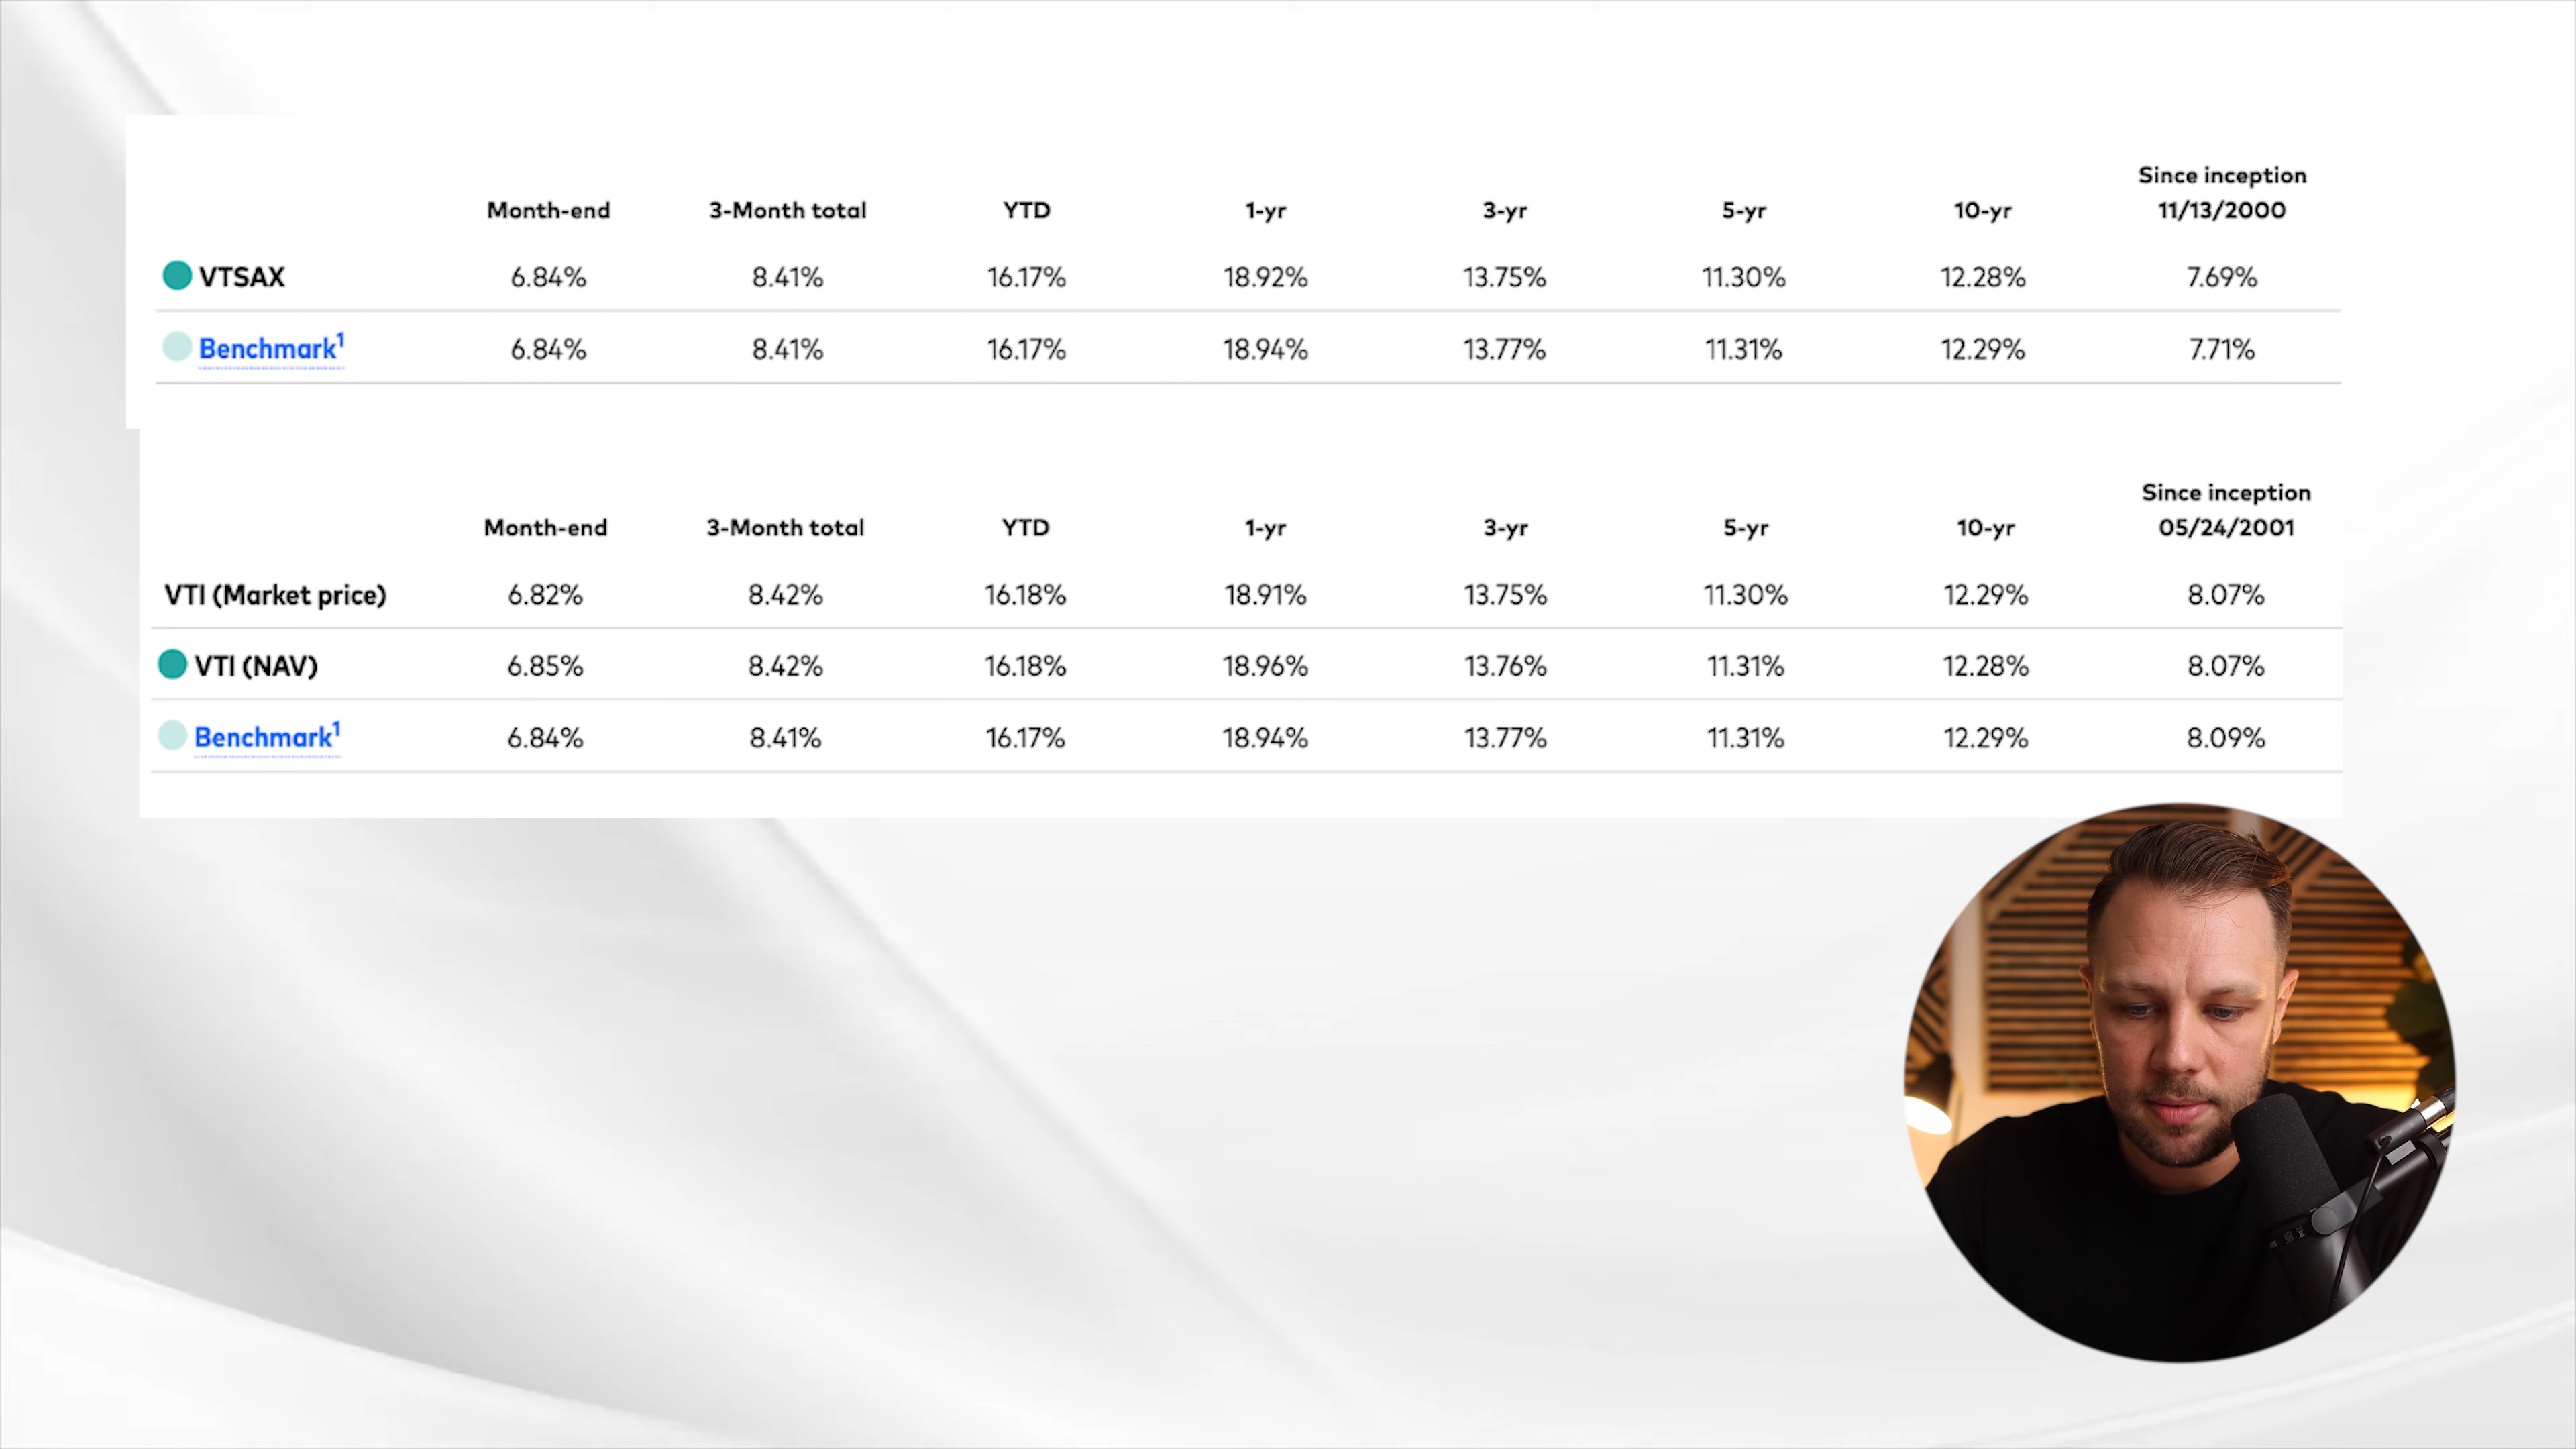 Since inception
Month-end 3-Month total YTD 1-yr 3-yr 5-yr 10-yr 11/13/2000
VTSAX 6.84% 8.41% 16.17% 18.92% 13.75% 11.30% 12.28% 7.69%
Benchmark1 6.84% 8.41% 16.17% 18.94% 13.77% 11.31% 12.29% 7.71%
Since inception
Month-end 3-Month total YTD 1-yr 3-yr 5-yr 10-yr 05/24/2001
VTI (Market price) 6.82% 8.42% 16.18% 18.91% 13.75% 11.30% 12.29% 8.07%
VTI (NAV) 6.85% 8.42% 16.18% 18.96% 13.76% 11.31% 12.28% 8.07%
Benchmark1 6.84% 8.41% 16.17% 18.94% 13.77% 11.31% 12.29% 8.09%